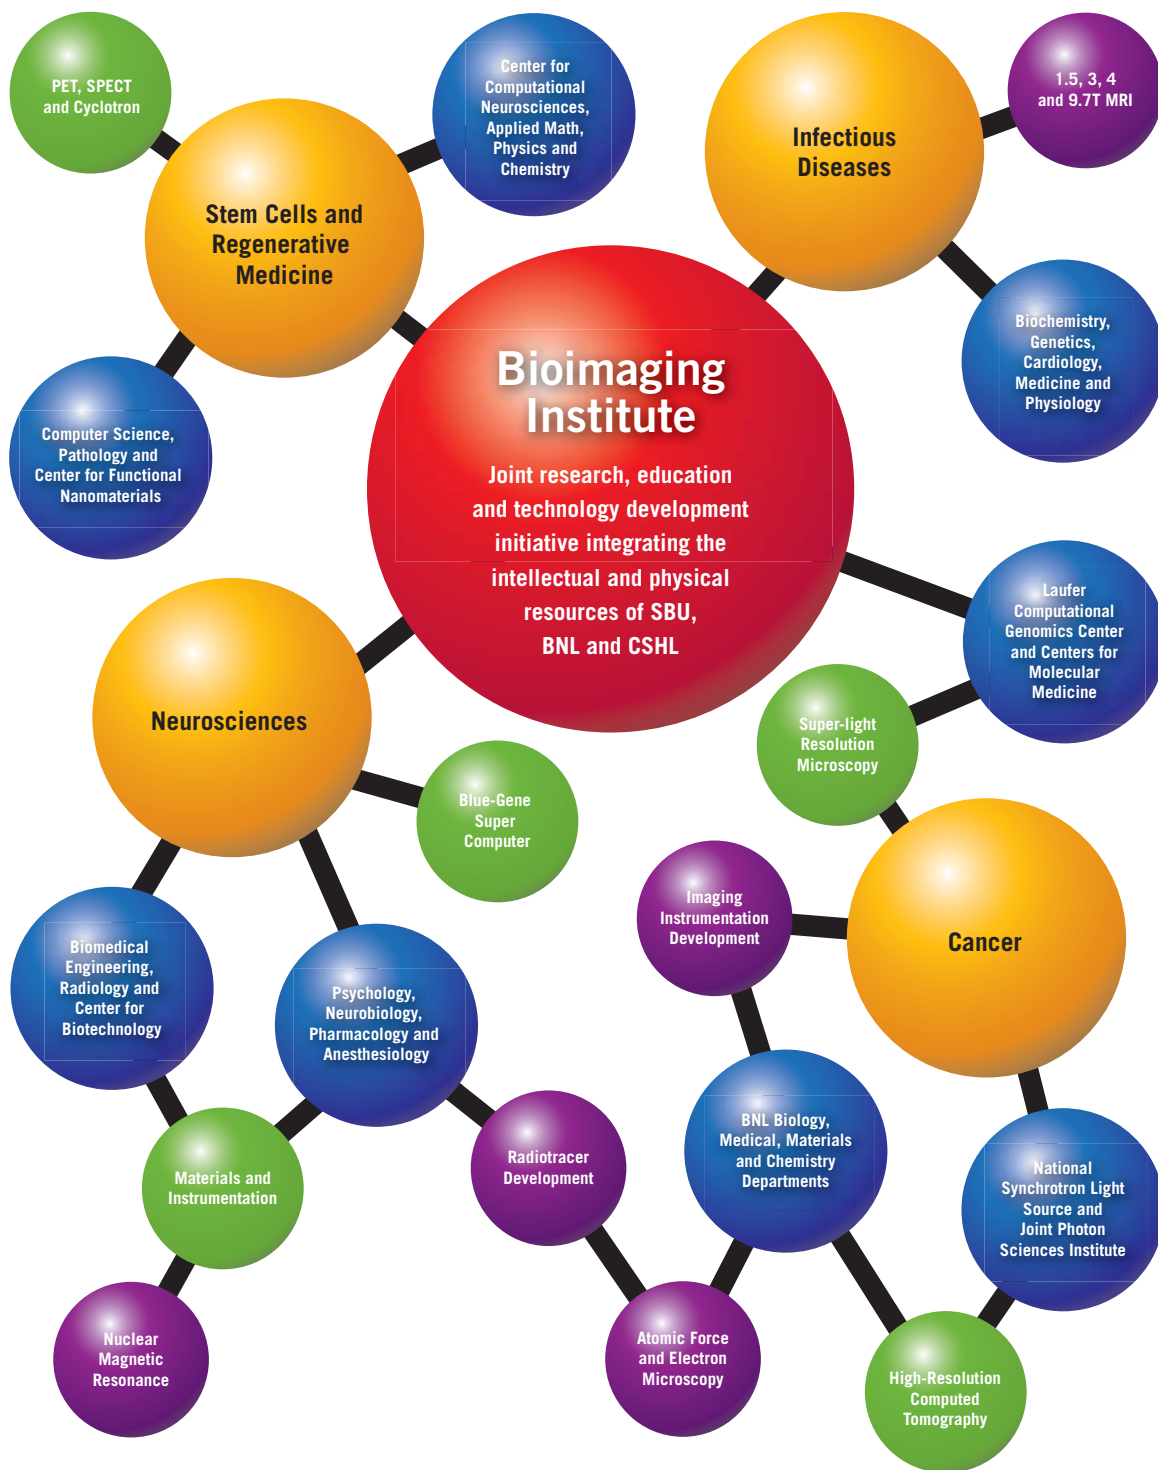 PET, SPECT
and Cyclotron
Center for
Computational
Neurosciences,
Applied Math,
Physics and
Chemistry
Infectious
Diseases
1.5, 3, 4
and 9.7T MRI
Stem Cells and
Regenerative
Medicine
Biochemistry,
Genetics,
Cardiology,
Medicine and
Physiology
Bioimaging
Institute
Joint research, education
and technology development
initiative integrating the
intellectual and physical
resources of SBU,
BNL and CSHL
Computer Science,
Pathology and
Center for Functional
Nanomaterials
Laufer
Computational
Genomics Center
and Centers for
Molecular
Medicine
Neurosciences
Super-light
Resolution
Microscopy
Blue-Gene
Super
Computer
Imaging
Instrumentation
Development
Cancer
Biomedical
Engineering,
Radiology and
Center for
Biotechnology
Psychology,
Neurobiology,
Pharmacology and
Anesthesiology
BNL Biology,
Medical, Materials
and Chemistry
Departments
Materials and
Instrumentation
Radiotracer
Development
National
Synchrotron Light
Source and
Joint Photon
Sciences Institute
Nuclear
Magnetic
Resonance
Atomic Force
and Electron
Microscopy
High-Resolution
Computed
Tomography